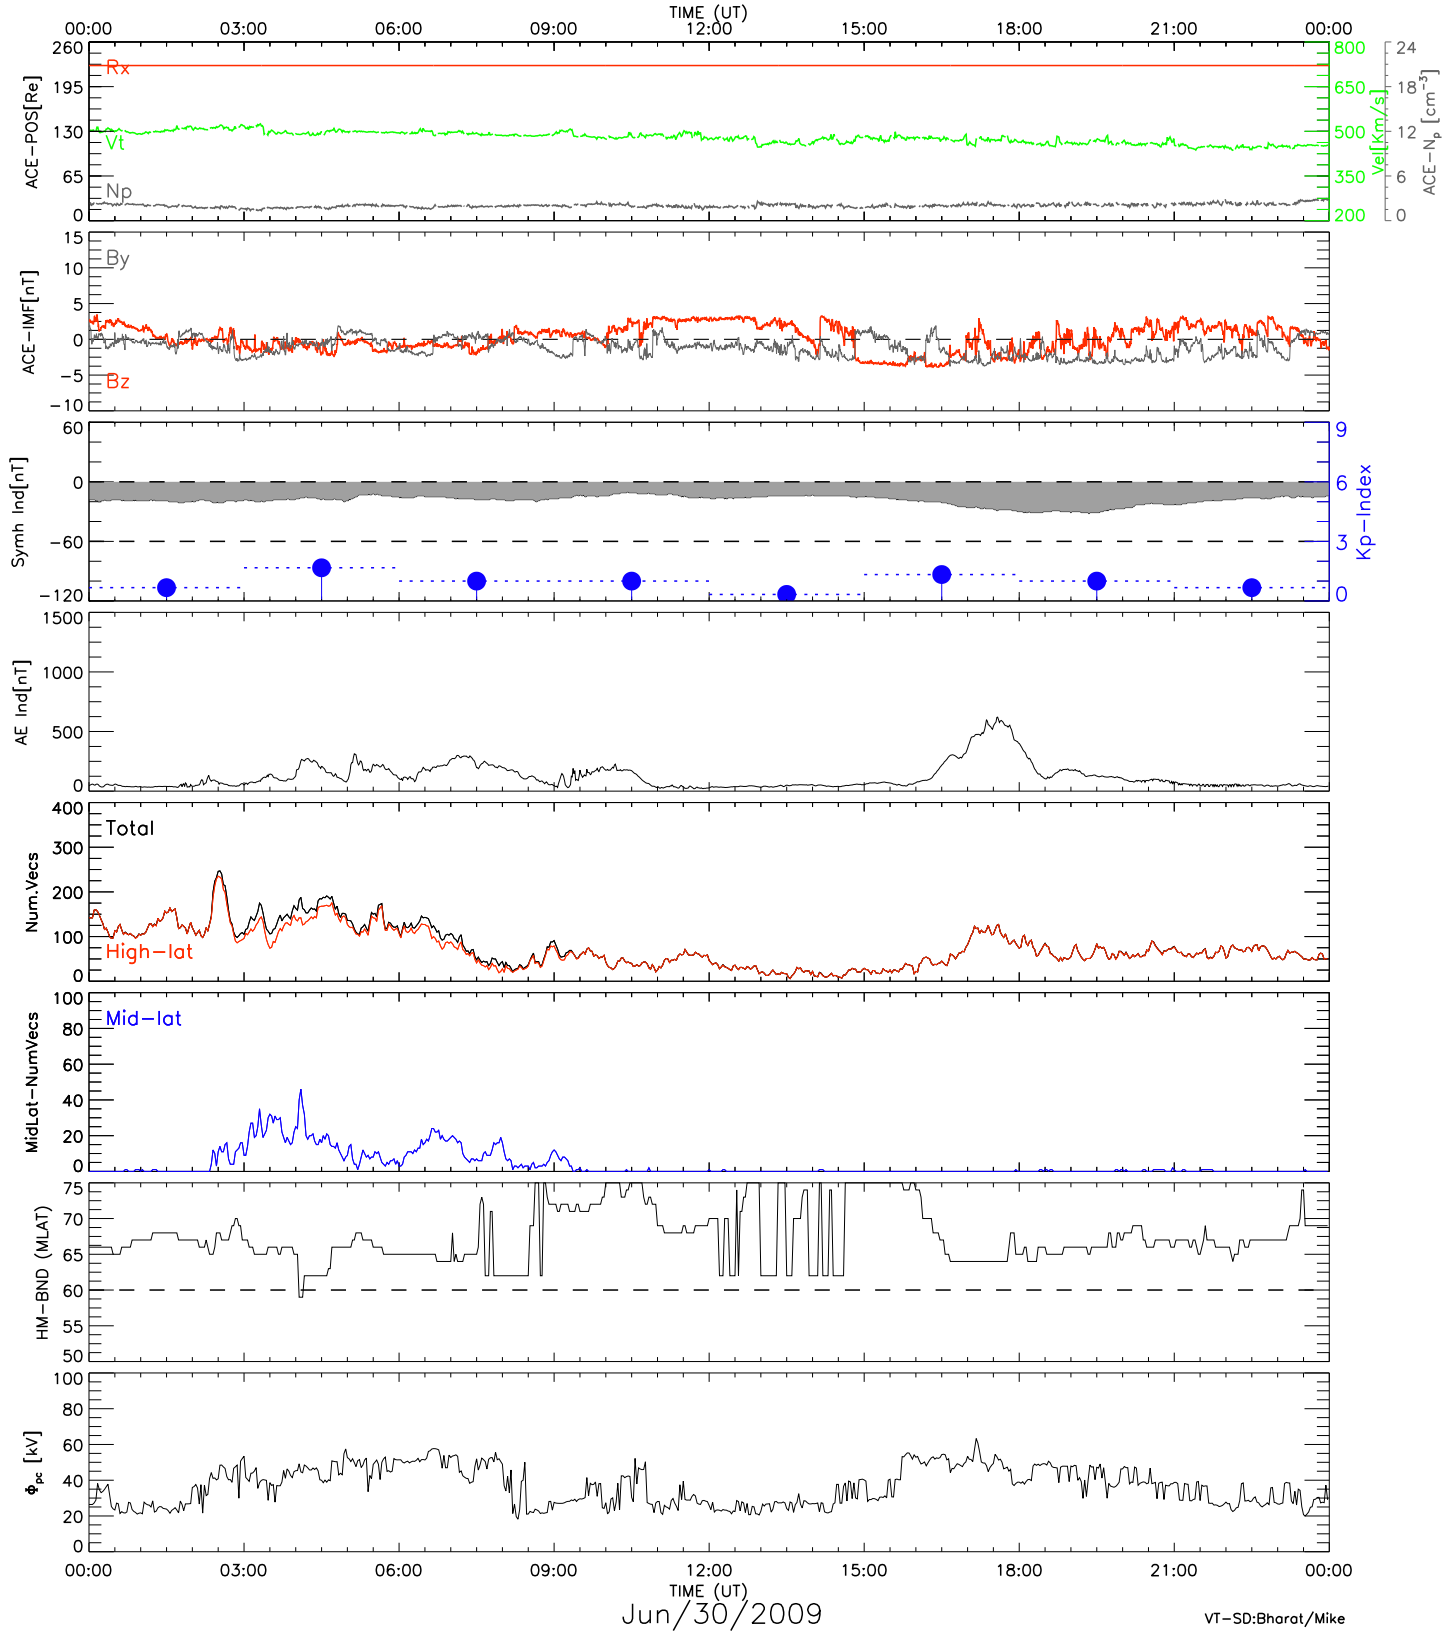 TIME (UT)
00:00 03:00 06:00 09:00 12:00 15:00 18:00 21:00 00:00
260 195 130 65 0
ACE-POS[Re]
Rx
Vt
Np
800 650 500 350 200
Vel[Km/s]
24 18 12 6 0
ACE-Np [cm-3]
15 10 5 0 -5 -10
ACE-IMF[nT]
By
Bz
60 0 -60 -120
Symh Ind[nT]
9 6 3 0
Kp-Index
1500 1000 500 0
AE Ind[nT]
400 300 200 100 0
Num.Vecs
Total
High-lat
100 80 60 40 20 0
MidLat-NumVecs
Mid-lat
75 70 65 60 55 50
HM-BND (MLAT)
100 80 60 40 20 0
Φpc [kV]
00:00 03:00 06:00 09:00 12:00 15:00 18:00 21:00 00:00
TIME (UT)
Jun/30/2009
VT-SD:Bharat/Mike